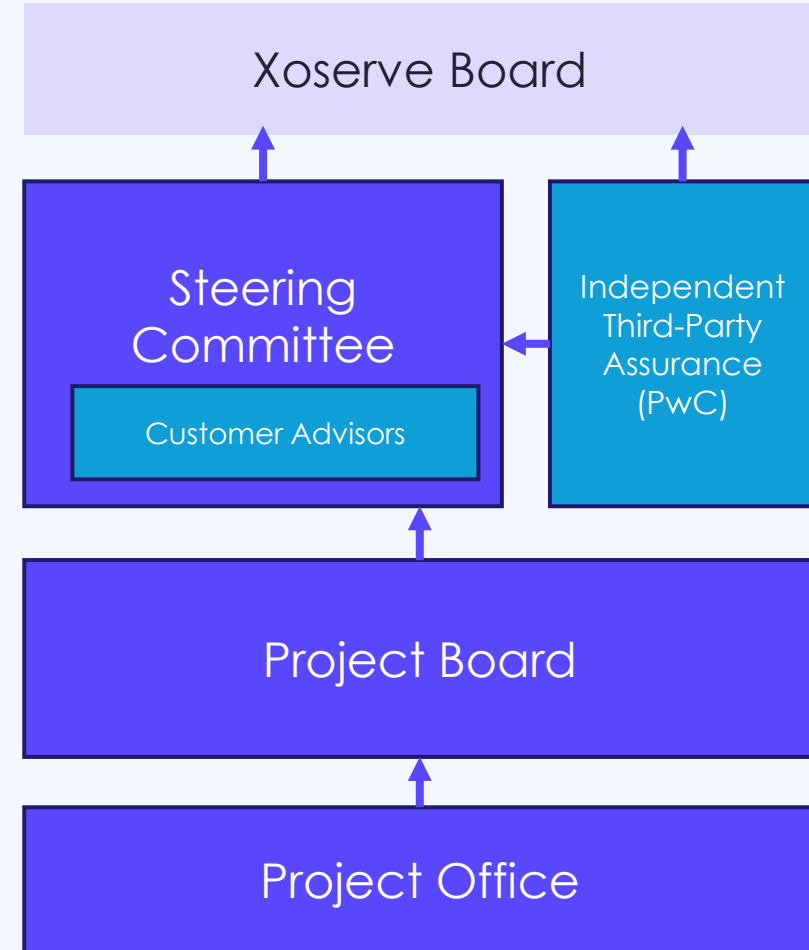 Xoserve Board
Steering
Committee
Customer Advisors
Independent
Third-Party
Assurance
(PwC)
Project Board
Project Office